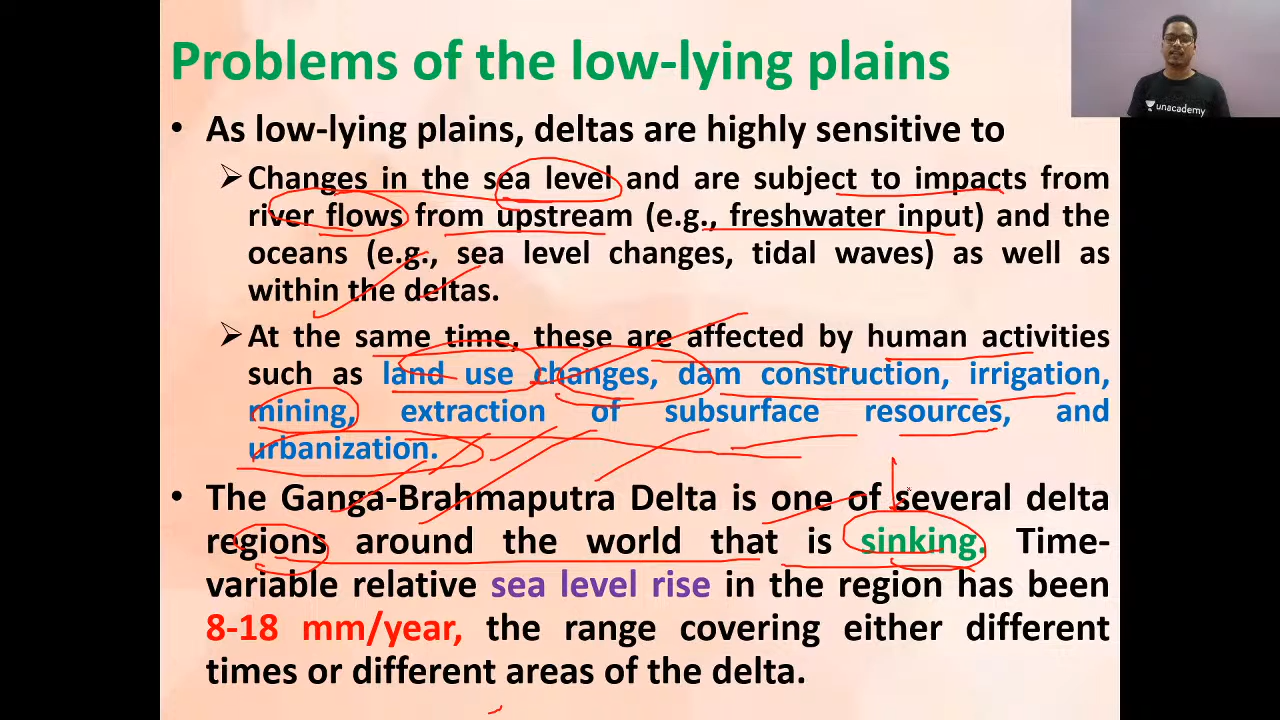 Problems of the low-lying plains
• As low-lying plains, deltas are highly sensitive to
➢ Changes in the sea level and are subject to impacts from
river flows from upstream (e.g., freshwater input) and the
oceans (e.g., sea level changes, tidal waves) as well as
within the deltas.
➢ At the same time, these are affected by human activities
such as land use changes, dam construction, irrigation,
mining, extraction of subsurface resources, and
urbanization.
• The Ganga-Brahmaputra Delta is one of several delta
regions around the world that is sinking. Time-
variable relative sea level rise in the region has been
8-18 mm/year, the range covering either different
times or different areas of the delta.
unacademy